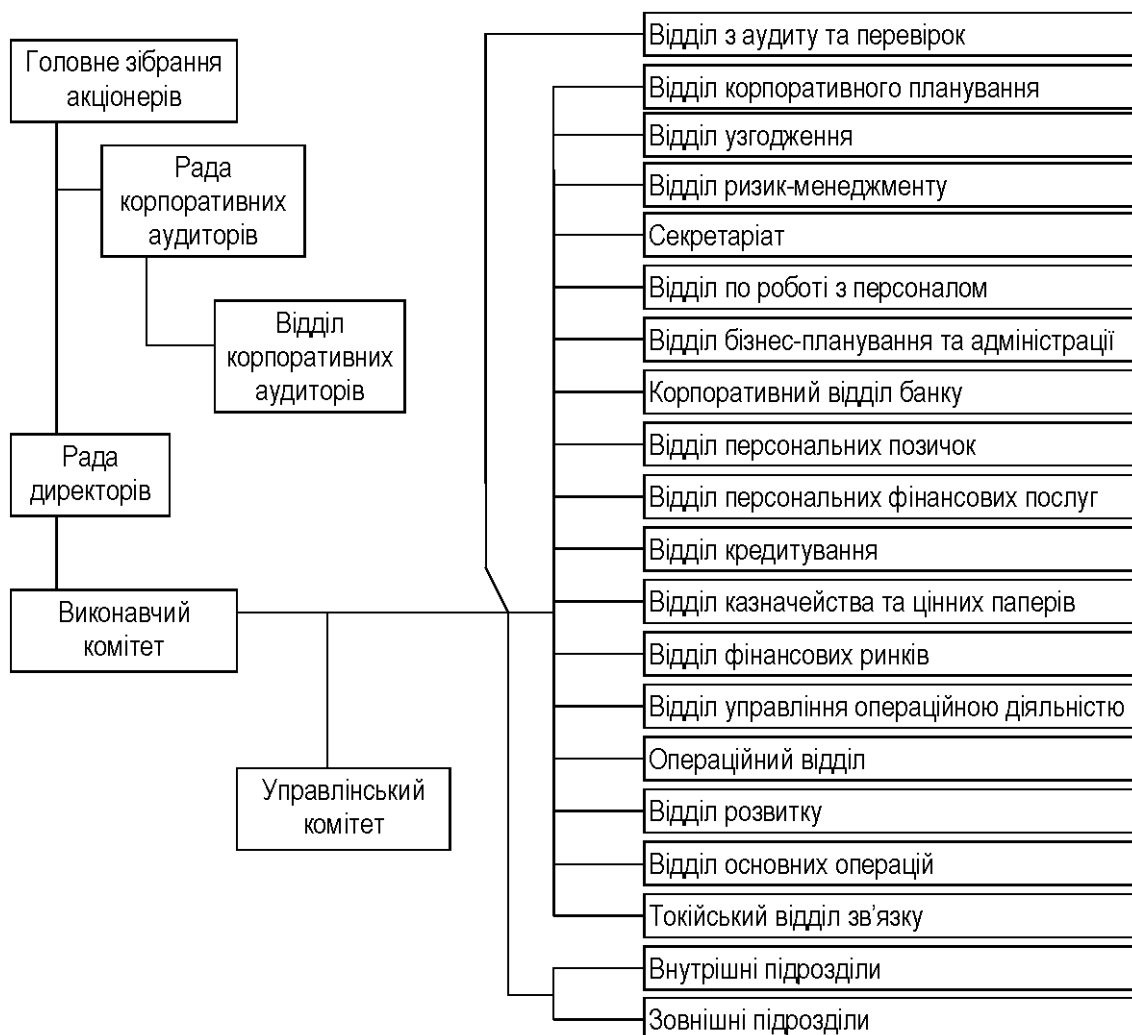 Головне зібрання
акціонерів
Рада
корпоративних
аудиторів
Відділ
корпоративних
аудиторів
Рада
директорів
Виконавчий
комітет
Управлінський
комітет
Відділ з аудиту та перевірок
Відділ корпоративного планування
Відділ узгодження
Відділ ризик-менеджменту
Секретаріат
Відділ по роботі з персоналом
Відділ бізнес-планування та адміністрації
Корпоративний відділ банку
Відділ персональних позичок
Відділ персональних фінансових послуг
Відділ кредитування
Відділ казначейства та цінних паперів
Відділ фінансових ринків
Відділ управління операційною діяльністю
Операційний відділ
Відділ розвитку
Відділ основних операцій
Токійський відділ зв’язку
Внутрішні підрозділи
Зовнішні підрозділи